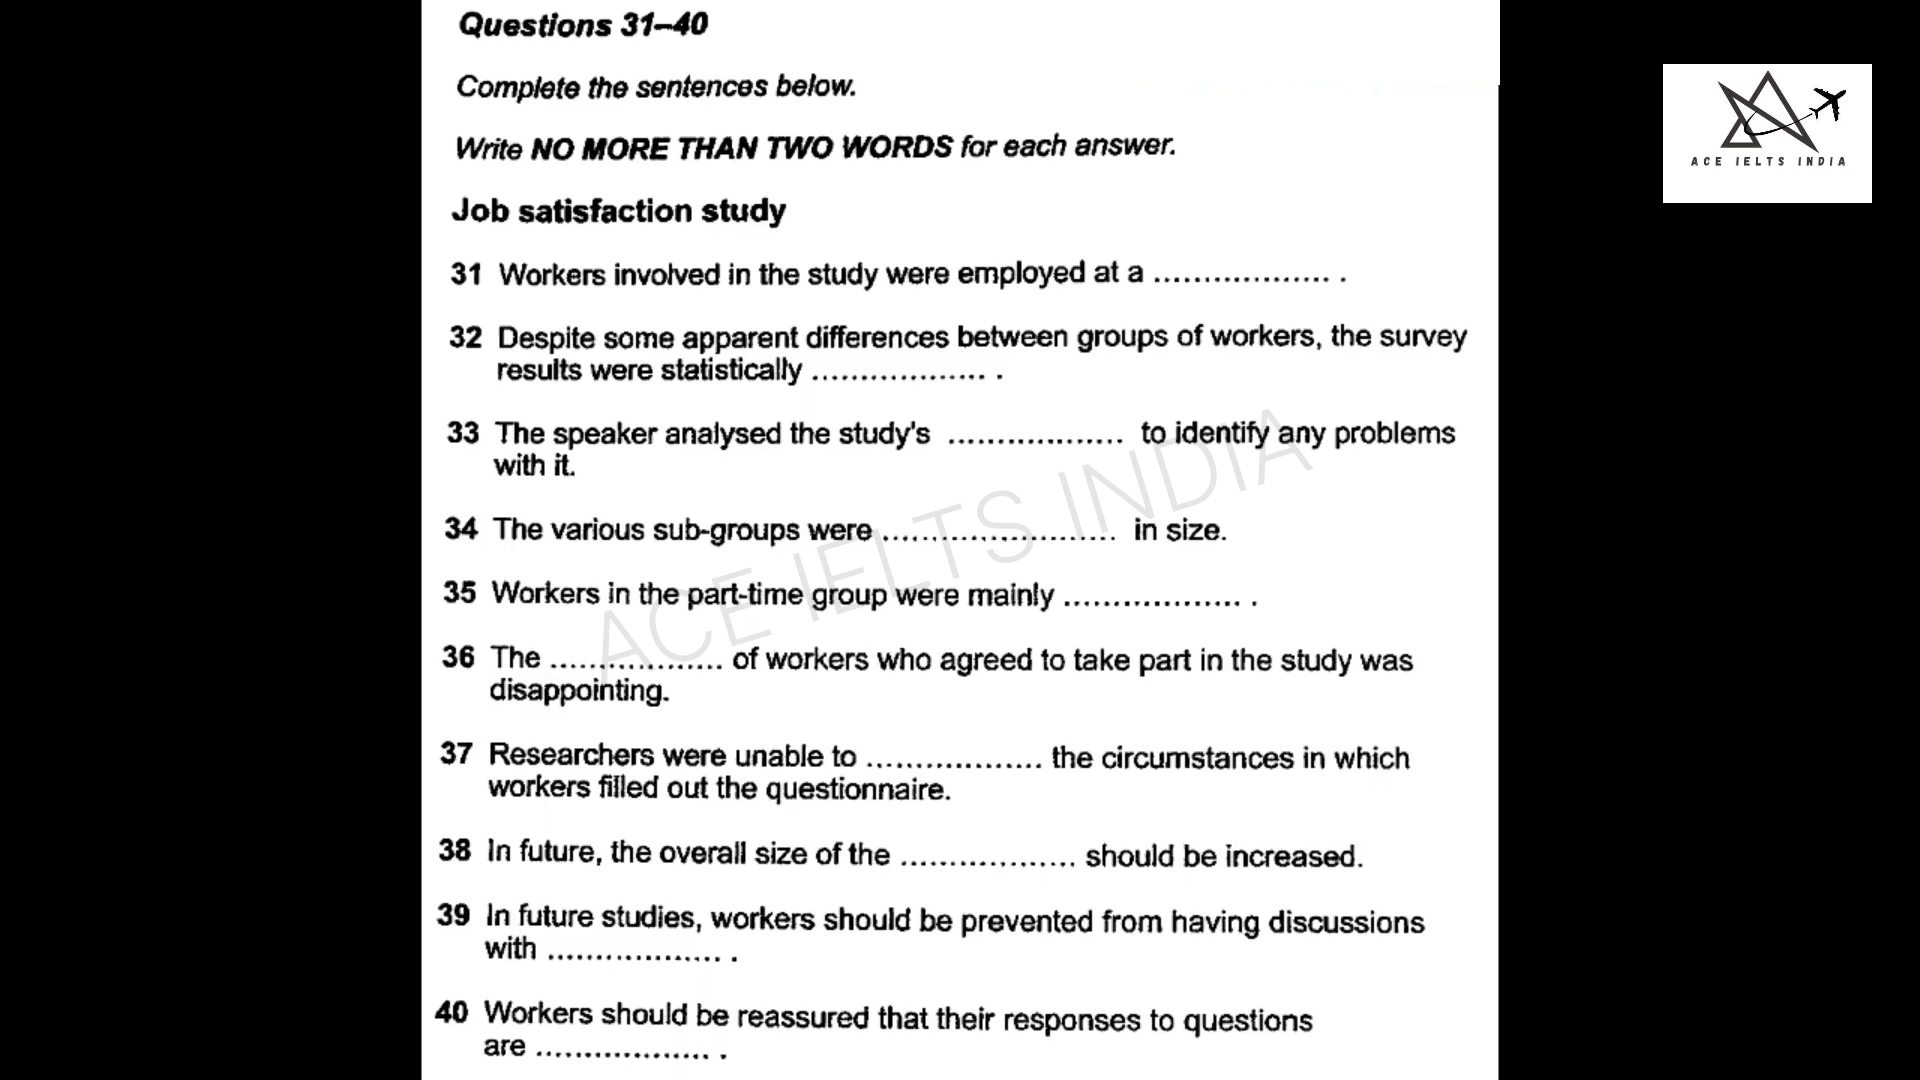 Questions 31–40
Complete the sentences below.
Write NO MORE THAN TWO WORDS for each answer.
Job satisfaction study
31 Workers involved in the study were employed at a .................. .
32 Despite some apparent differences between groups of workers, the survey
results were statistically .................. .
33 The speaker analysed the study's .................. to identify any problems
with it.
34 The various sub-groups were ........................ in size.
35 Workers in the part-time group were mainly .................. .
36 The .................. of workers who agreed to take part in the study was
disappointing.
37 Researchers were unable to .................. the circumstances in which
workers filled out the questionnaire.
38 In future, the overall size of the .................. should be increased.
39 In future studies, workers should be prevented from having discussions
with .................. .
40 Workers should be reassured that their responses to questions
are .................. .
ACE IELTS INDIA
ACE IELTS INDIA